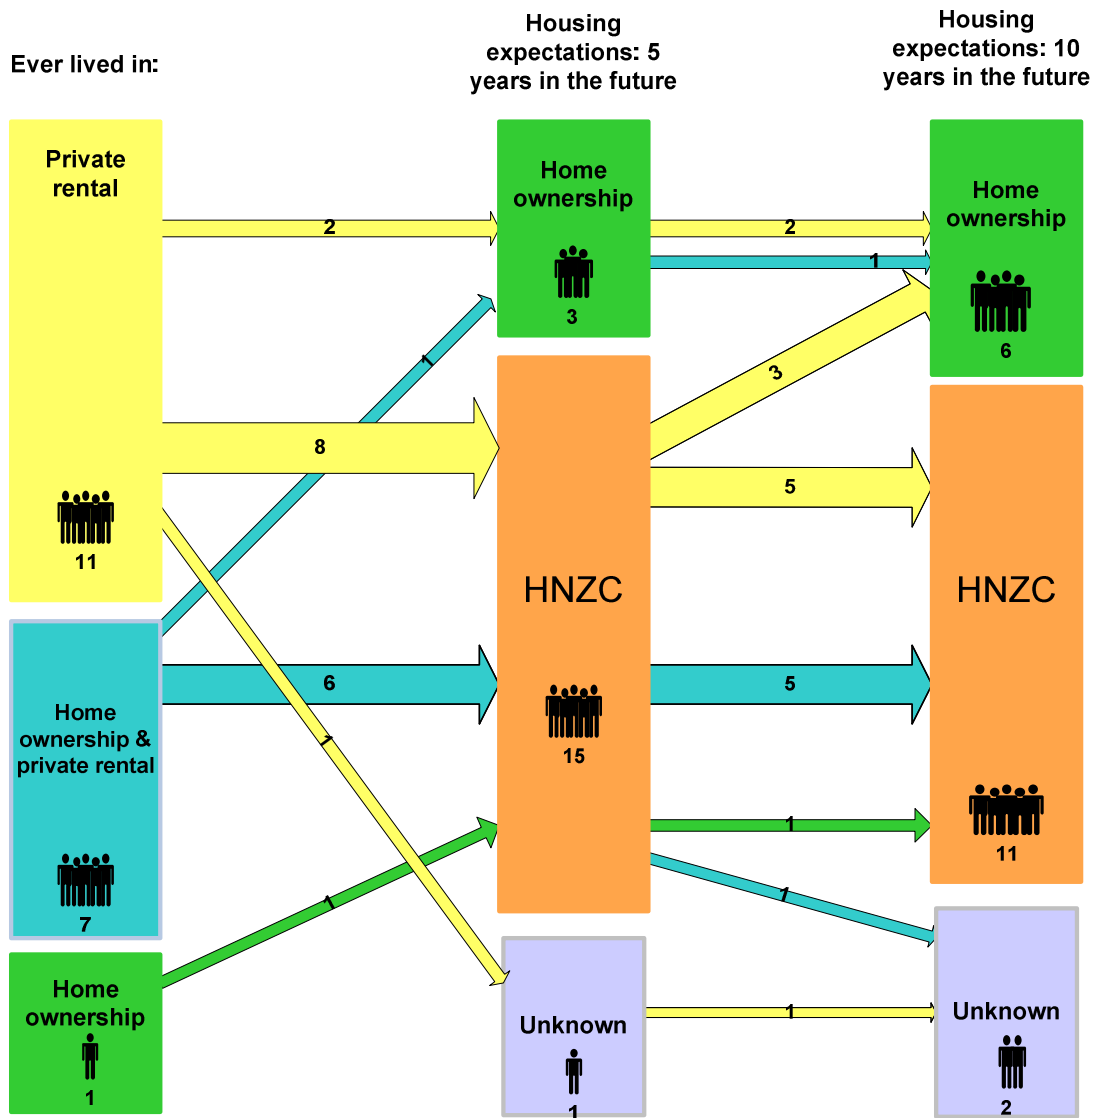 Ever lived in:
Housing
expectations: 5
years in the future
Housing
expectations: 10
years in the future
Private
rental
11
Home
ownership &
private rental
7
Home
ownership
1
2
1
8
6
1
1
Home
ownership
3
HNZC
15
Unknown
1
2
1
3
5
5
1
1
1
Home
ownership
6
HNZC
11
Unknown
2